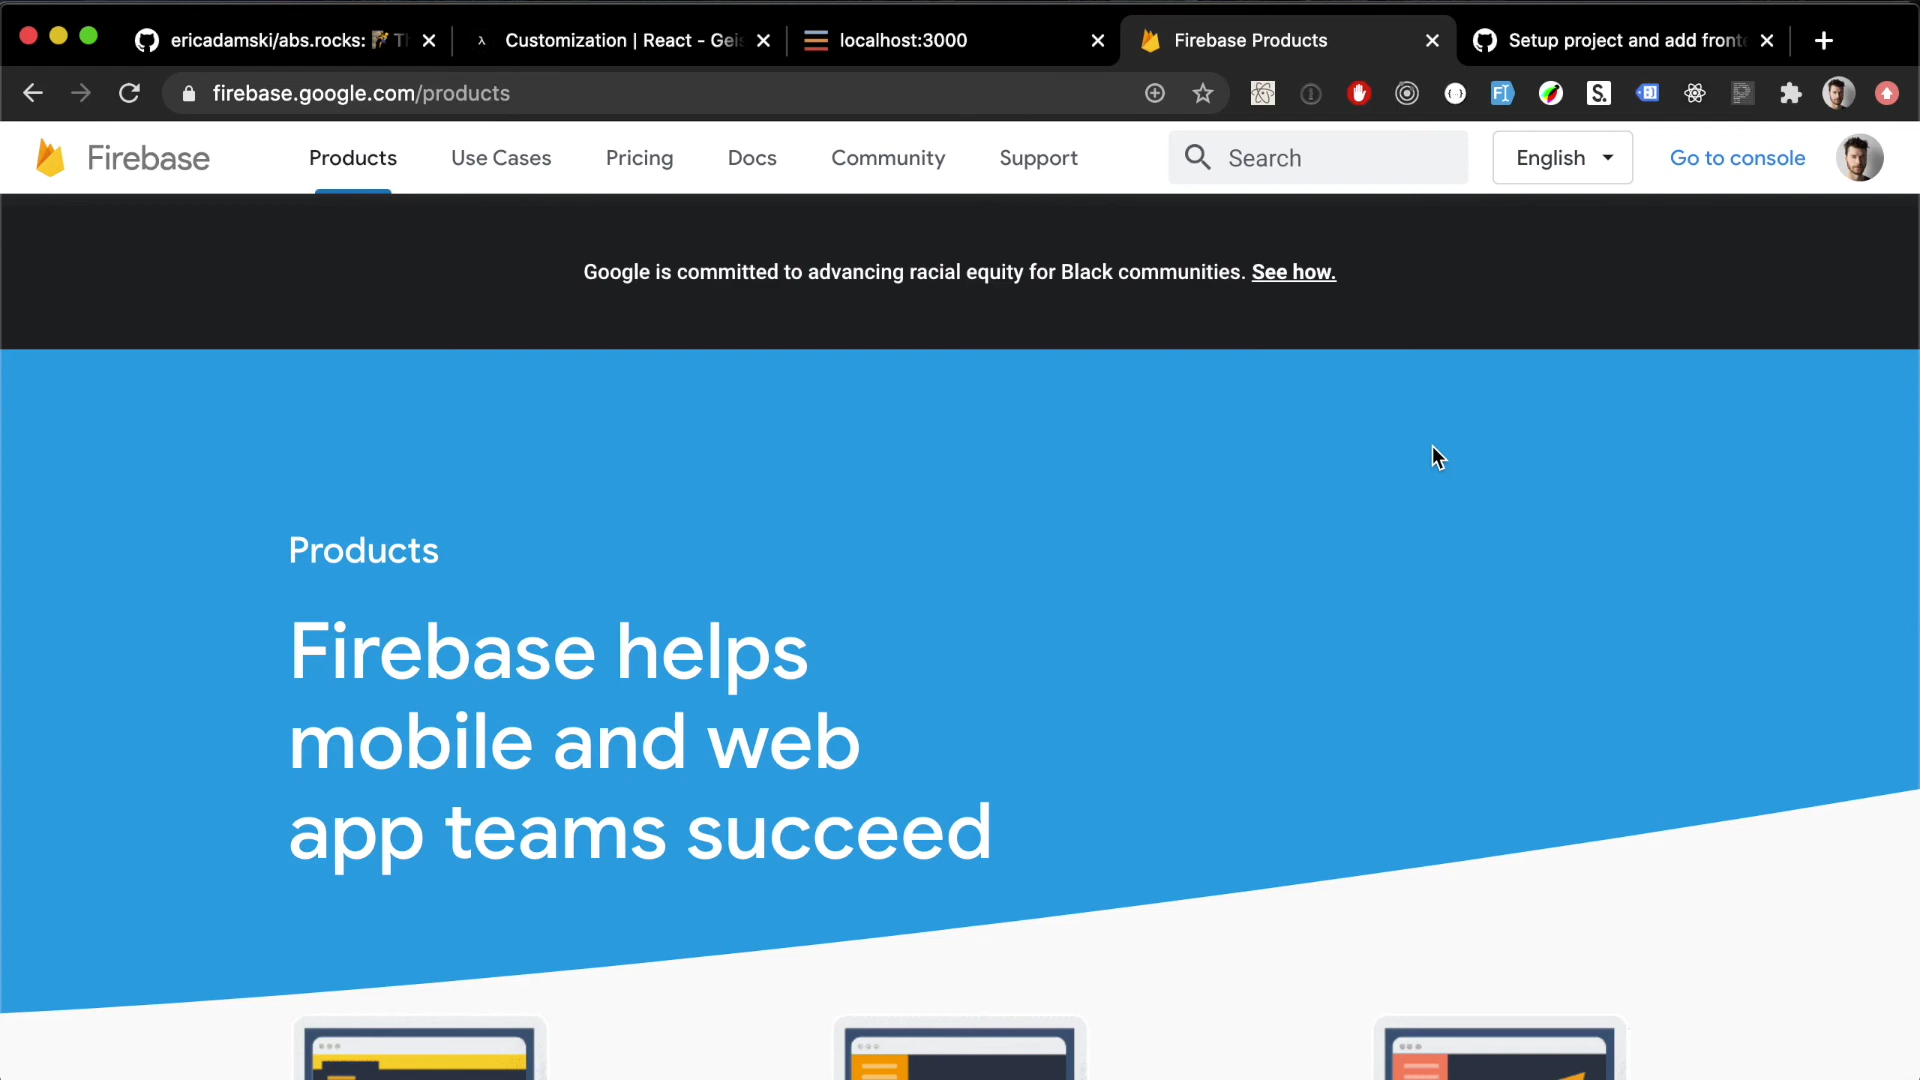 ericadamski/abs.rocks:
Customization | React - Geis
localhost:3000
Firebase Products
Setup project and add fronte
firebase.google.com/products
Firebase
Products
Use Cases
Pricing
Docs
Community
Support
Search
English
Go to console
Google is committed to advancing racial equity for Black communities. See how.
Products
Firebase helps
mobile and web
app teams succeed